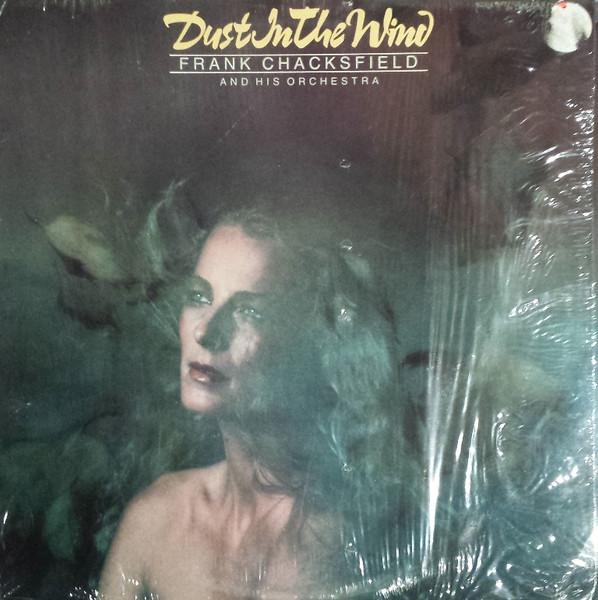 Dust In The Wind
FRANK CHACKSFIELD
AND HIS ORCHESTRA